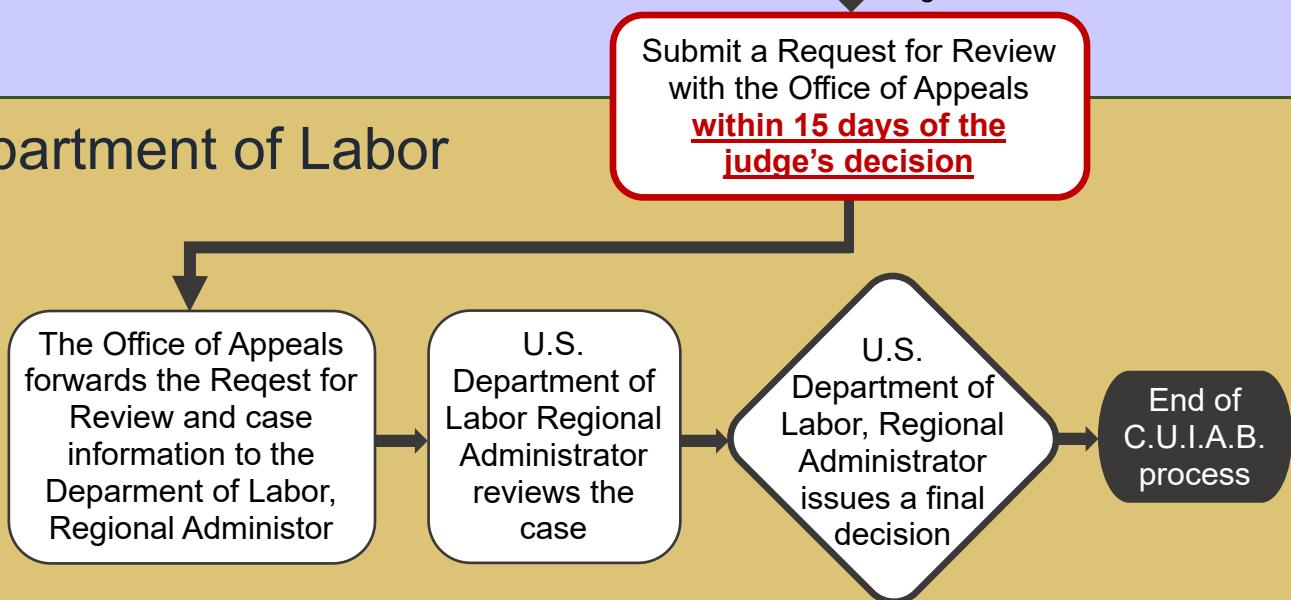 Submit a Request for Review
with the Office of Appeals
within 15 days of the
judge’s decision
partment of Labor
The Office of Appeals
forwards the Reqest for
Review and case
information to the
Deparment of Labor,
Regional Administor
U.S.
Department of
Labor Regional
Administrator
reviews the
case
U.S.
Department of
Labor, Regional
Administrator
issues a final
decision
End of
C.U.I.A.B.
process